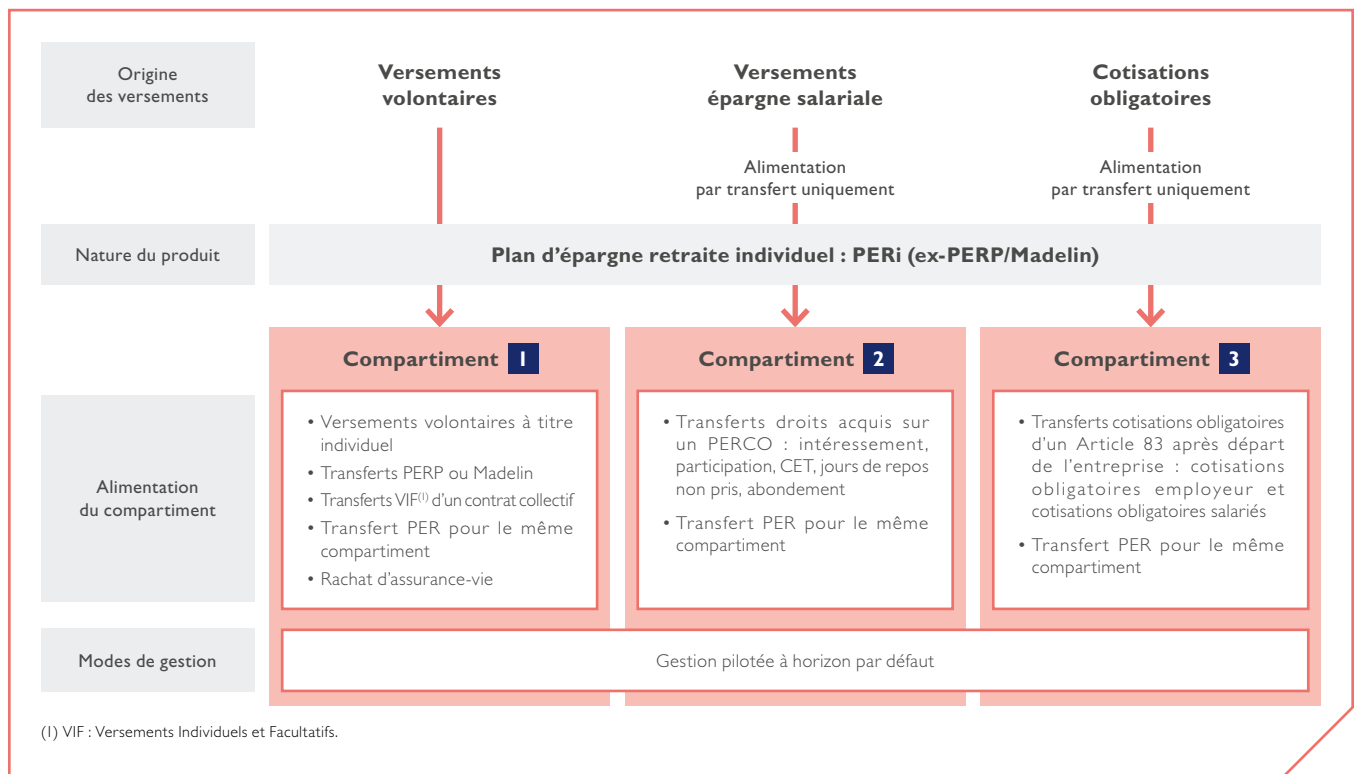 Origine
des versements
Versements
volontaires
Versements
épargne salariale
Cotisations
obligatoires
Alimentation
par transfert uniquement
Alimentation
par transfert uniquement
Nature du produit
Plan d’épargne retraite individuel : PERi (ex-PERP/Madelin)
Compartiment 1
Compartiment 2
Compartiment 3
Alimentation
du compartiment
• Versements volontaires à titre
individuel
• Transferts PERP ou Madelin
• Transferts VIF(1) d’un contrat collectif
• Transfert PER pour le même
compartiment
• Rachat d’assurance-vie
• Transferts droits acquis sur
un PERCO : intéressement,
participation, CET, jours de repos
non pris, abondement
• Transfert PER pour le même
compartiment
• Transferts cotisations obligatoires
d’un Article 83 après départ
de l’entreprise : cotisations
obligatoires employeur et
cotisations obligatoires salariés
• Transfert PER pour le même
compartiment
Modes de gestion
Gestion pilotée à horizon par défaut
(1) VIF : Versements Individuels et Facultatifs.